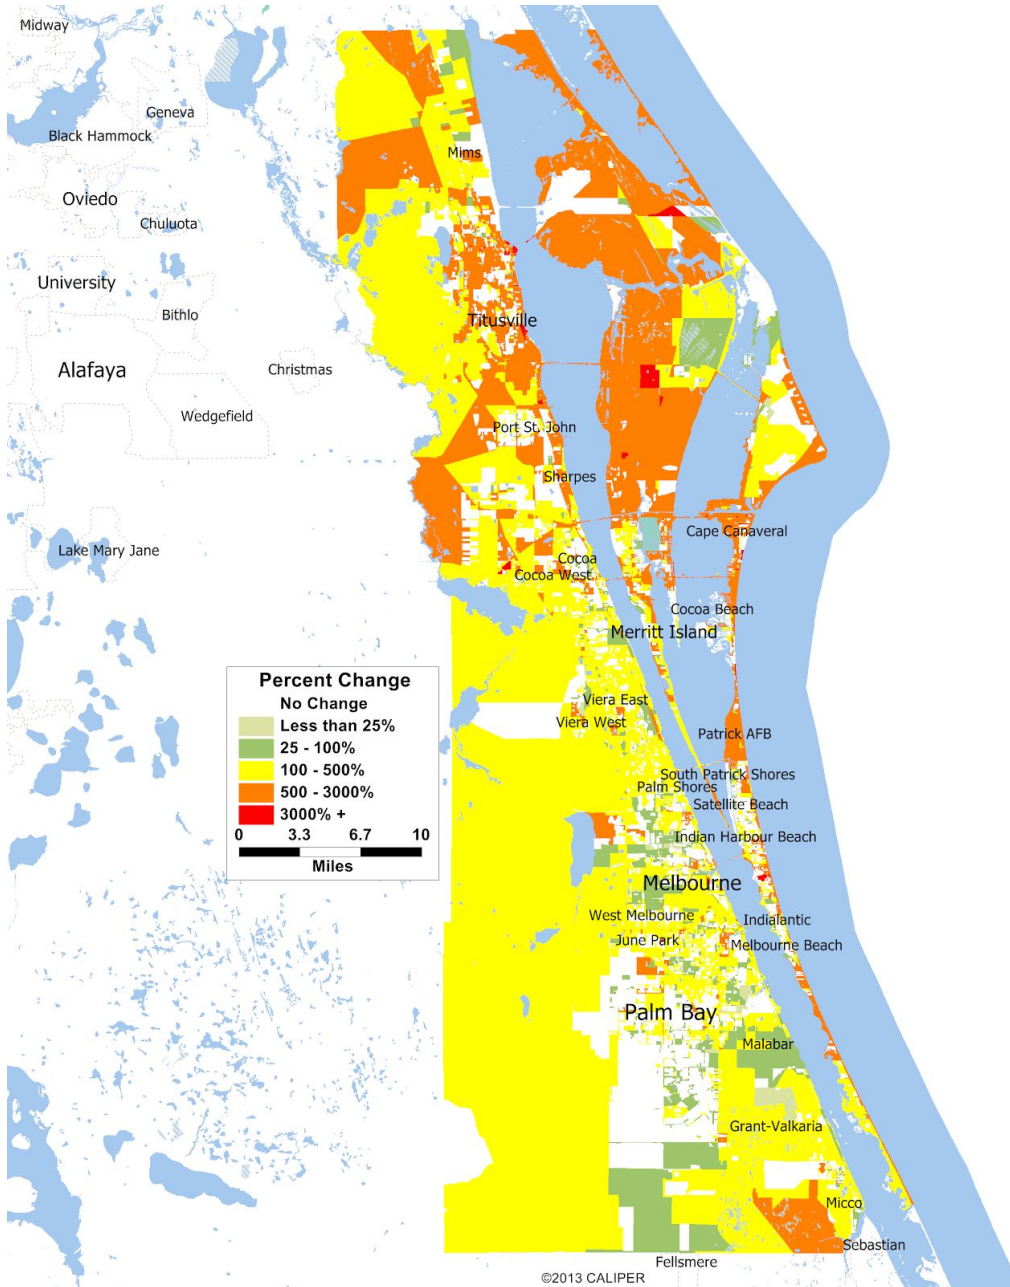 Midway
Geneva
Black Hammock
Mims
Oviedo
Chuluota
University
Bithlo
Titusville
Alafaya
Christmas
Wedgefield
Port St. John
Sharpes
Cape Canaveral
Lake Mary Jane
Cocoa
Cocoa West
Cocoa Beach
Merritt Island
Percent Change
No Change
Less than 25%
25 - 100%
100 - 500%
500 - 3000%
3000% +
0 3.3 6.7 10
Miles
Viera East
Viera West
Patrick AFB
South Patrick Shores
Palm Shores
Satellite Beach
Indian Harbour Beach
Melbourne
West Melbourne
Indialantic
June Park
Melbourne Beach
Palm Bay
Malabar
Grant-Valkaria
Micco
Sebastian
Fellsmere
©2013 CALIPER